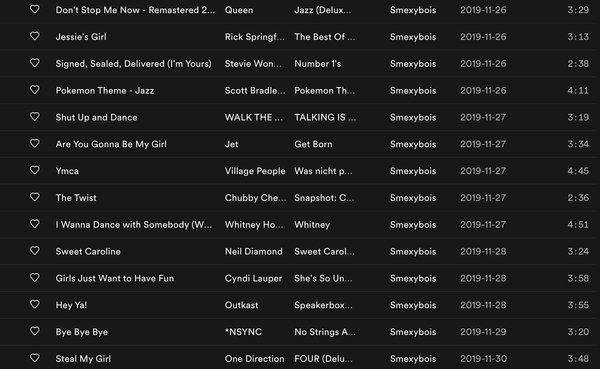 Don't Stop Me Now - Remastered 2... Queen Jazz (Delux... Smexybois 2019-11-26 3:29
Jessie's Girl Rick Springf... The Best Of ... Smexybois 2019-11-26 3:13
Signed, Sealed, Delivered (I'm Yours) Stevie Won... Number 1's Smexybois 2019-11-26 2:38
Pokemon Theme - Jazz Scott Bradle... Pokemon Th... Smexybois 2019-11-26 4:11
Shut Up and Dance WALK THE ... TALKING IS ... Smexybois 2019-11-27 3:19
Are You Gonna Be My Girl Jet Get Born Smexybois 2019-11-27 3:34
Ymca Village People Was nicht p... Smexybois 2019-11-27 4:45
The Twist Chubby Che... Snapshot: C... Smexybois 2019-11-27 2:36
I Wanna Dance with Somebody (W... Whitney Ho... Whitney Smexybois 2019-11-27 4:51
Sweet Caroline Neil Diamond Sweet Carol... Smexybois 2019-11-28 3:24
Girls Just Want to Have Fun Cyndi Lauper She's So Un... Smexybois 2019-11-28 3:58
Hey Ya! Outkast Speakerbox... Smexybois 2019-11-28 3:55
Bye Bye Bye *NSYNC No Strings A... Smexybois 2019-11-29 3:20
Steal My Girl One Direction FOUR (Delu... Smexybois 2019-11-30 3:48